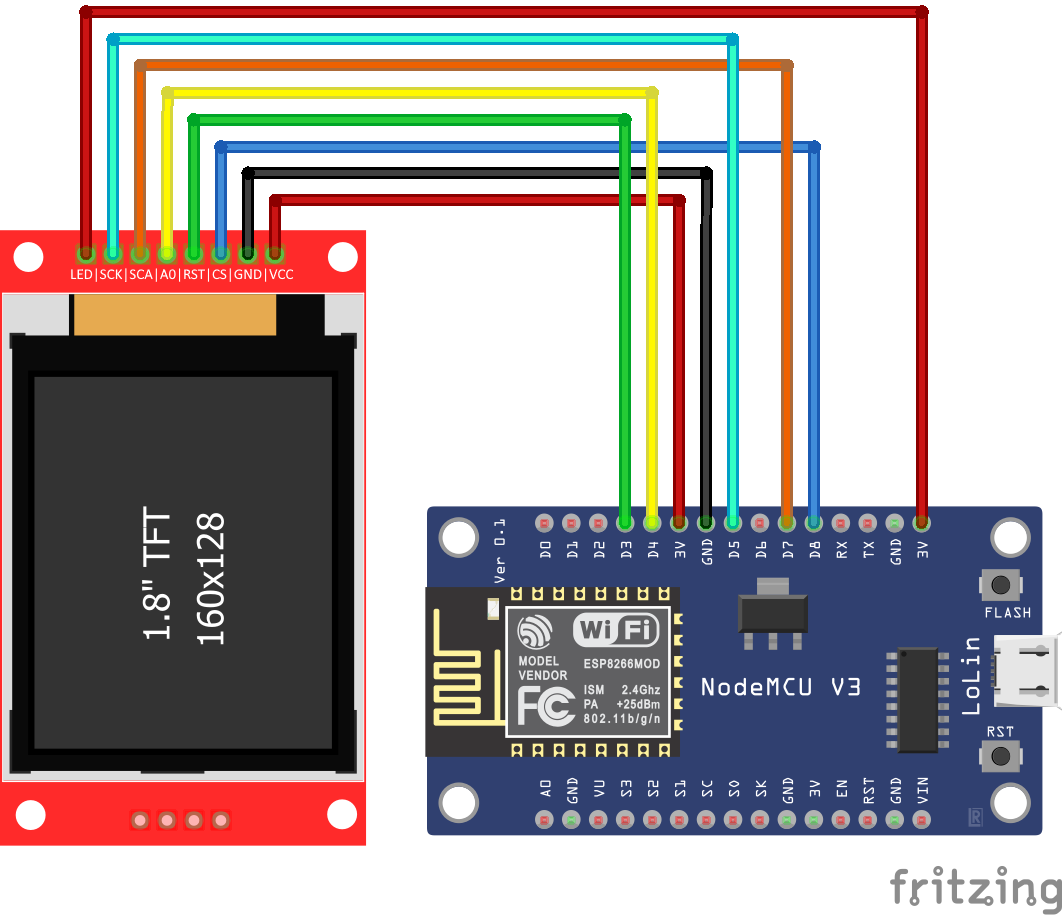 LED|SCK|SCA|A0|RST|CS|GND|VCC
1.8" TFT
160x128
Ver 0.1
D0 D1 D2 D3 D4 3V GND D5 D6 D7 D8 RX TX GND 3V
FLASH
Wi Fi
MODEL
VENDOR
ESP8266MOD
FC
ISM 2.4Ghz
PA +25dBm
802.11b/g/n
NodeMCU V3
LoLin
RST
A0 GND VU S3 S2 S1 SC S0 SK GND 3V EN RST GND VIN
R
fritzing